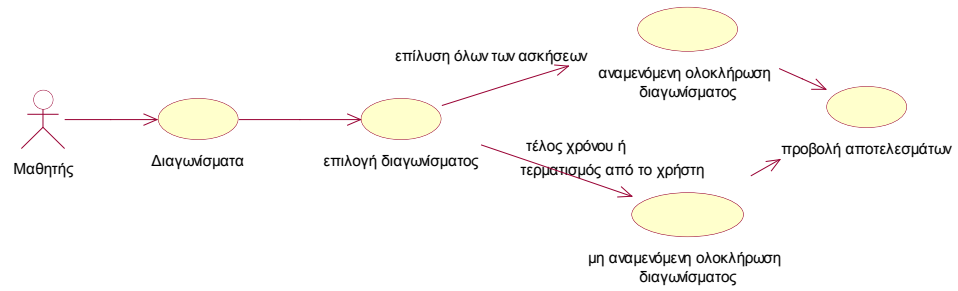 επίλυση όλων των ασκήσεων
αναμενόμενη ολοκλήρωση
διαγωνίσματος
Μαθητής
Διαγωνίσματα
επιλογή διαγωνίσματος
τέλος χρόνου ή
τερματισμός από το χρήστη
προβολή αποτελεσμάτων
μη αναμενόμενη ολοκλήρωση
διαγωνίσματος